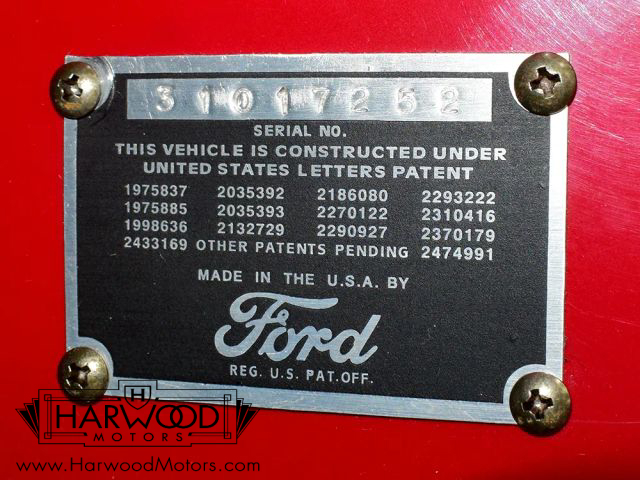 31017252
SERIAL NO.
THIS VEHICLE IS CONSTRUCTED UNDER
UNITED STATES LETTERS PATENT
1975837 2035392 2186080 2293222
1975885 2035393 2270122 2310416
1998636 2132729 2290927 2370179
2433169 OTHER PATENTS PENDING 2474991
MADE IN THE U.S.A. BY
Ford
REG. U.S. PAT. OFF.
H
HARWOOD
MOTORS
www.HarwoodMotors.com